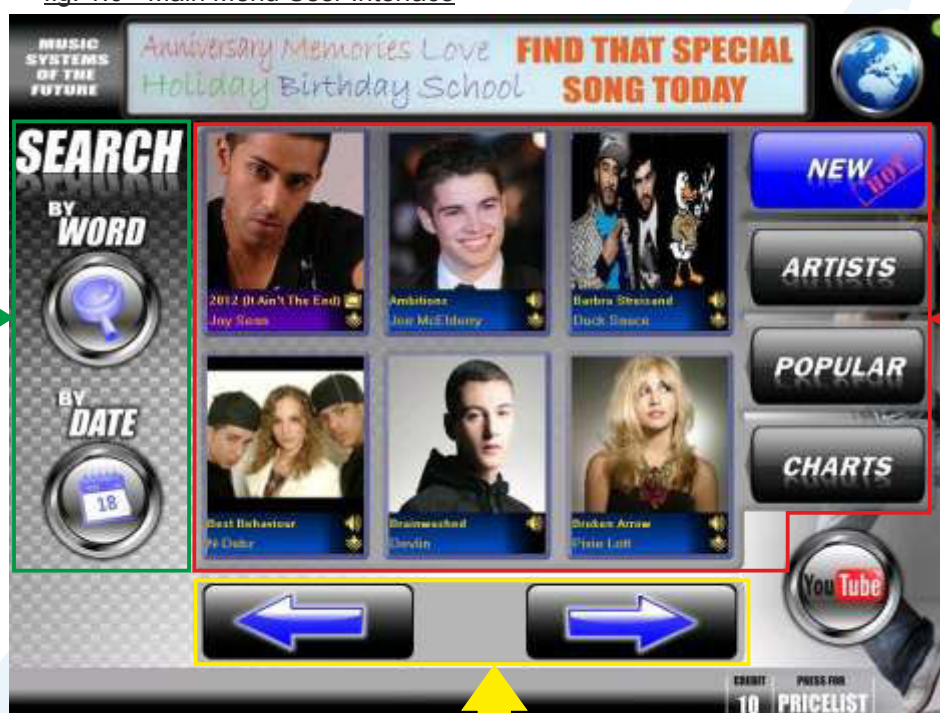 fig. 1.0 - Main Menu User Interface
MUSIC
SYSTEMS
OF THE
FUTURE
Anniversary Memories Love
Holiday Birthday School
FIND THAT SPECIAL
SONG TODAY
SEARCH
BY
WORD
BY
DATE
18
2012 (It Ain't The End)
Jay Sean
Ambitions
Joe McElderry
Barbra Streisand
Duck Sauce
Best Behaviour
N-Dubz
Brainwashed
Devlin
Broken Arrow
Pixie Lott
NEW
HOT
ARTISTS
POPULAR
CHARTS
YouTube
CREDIT
10
PRESS FOR
PRICELIST